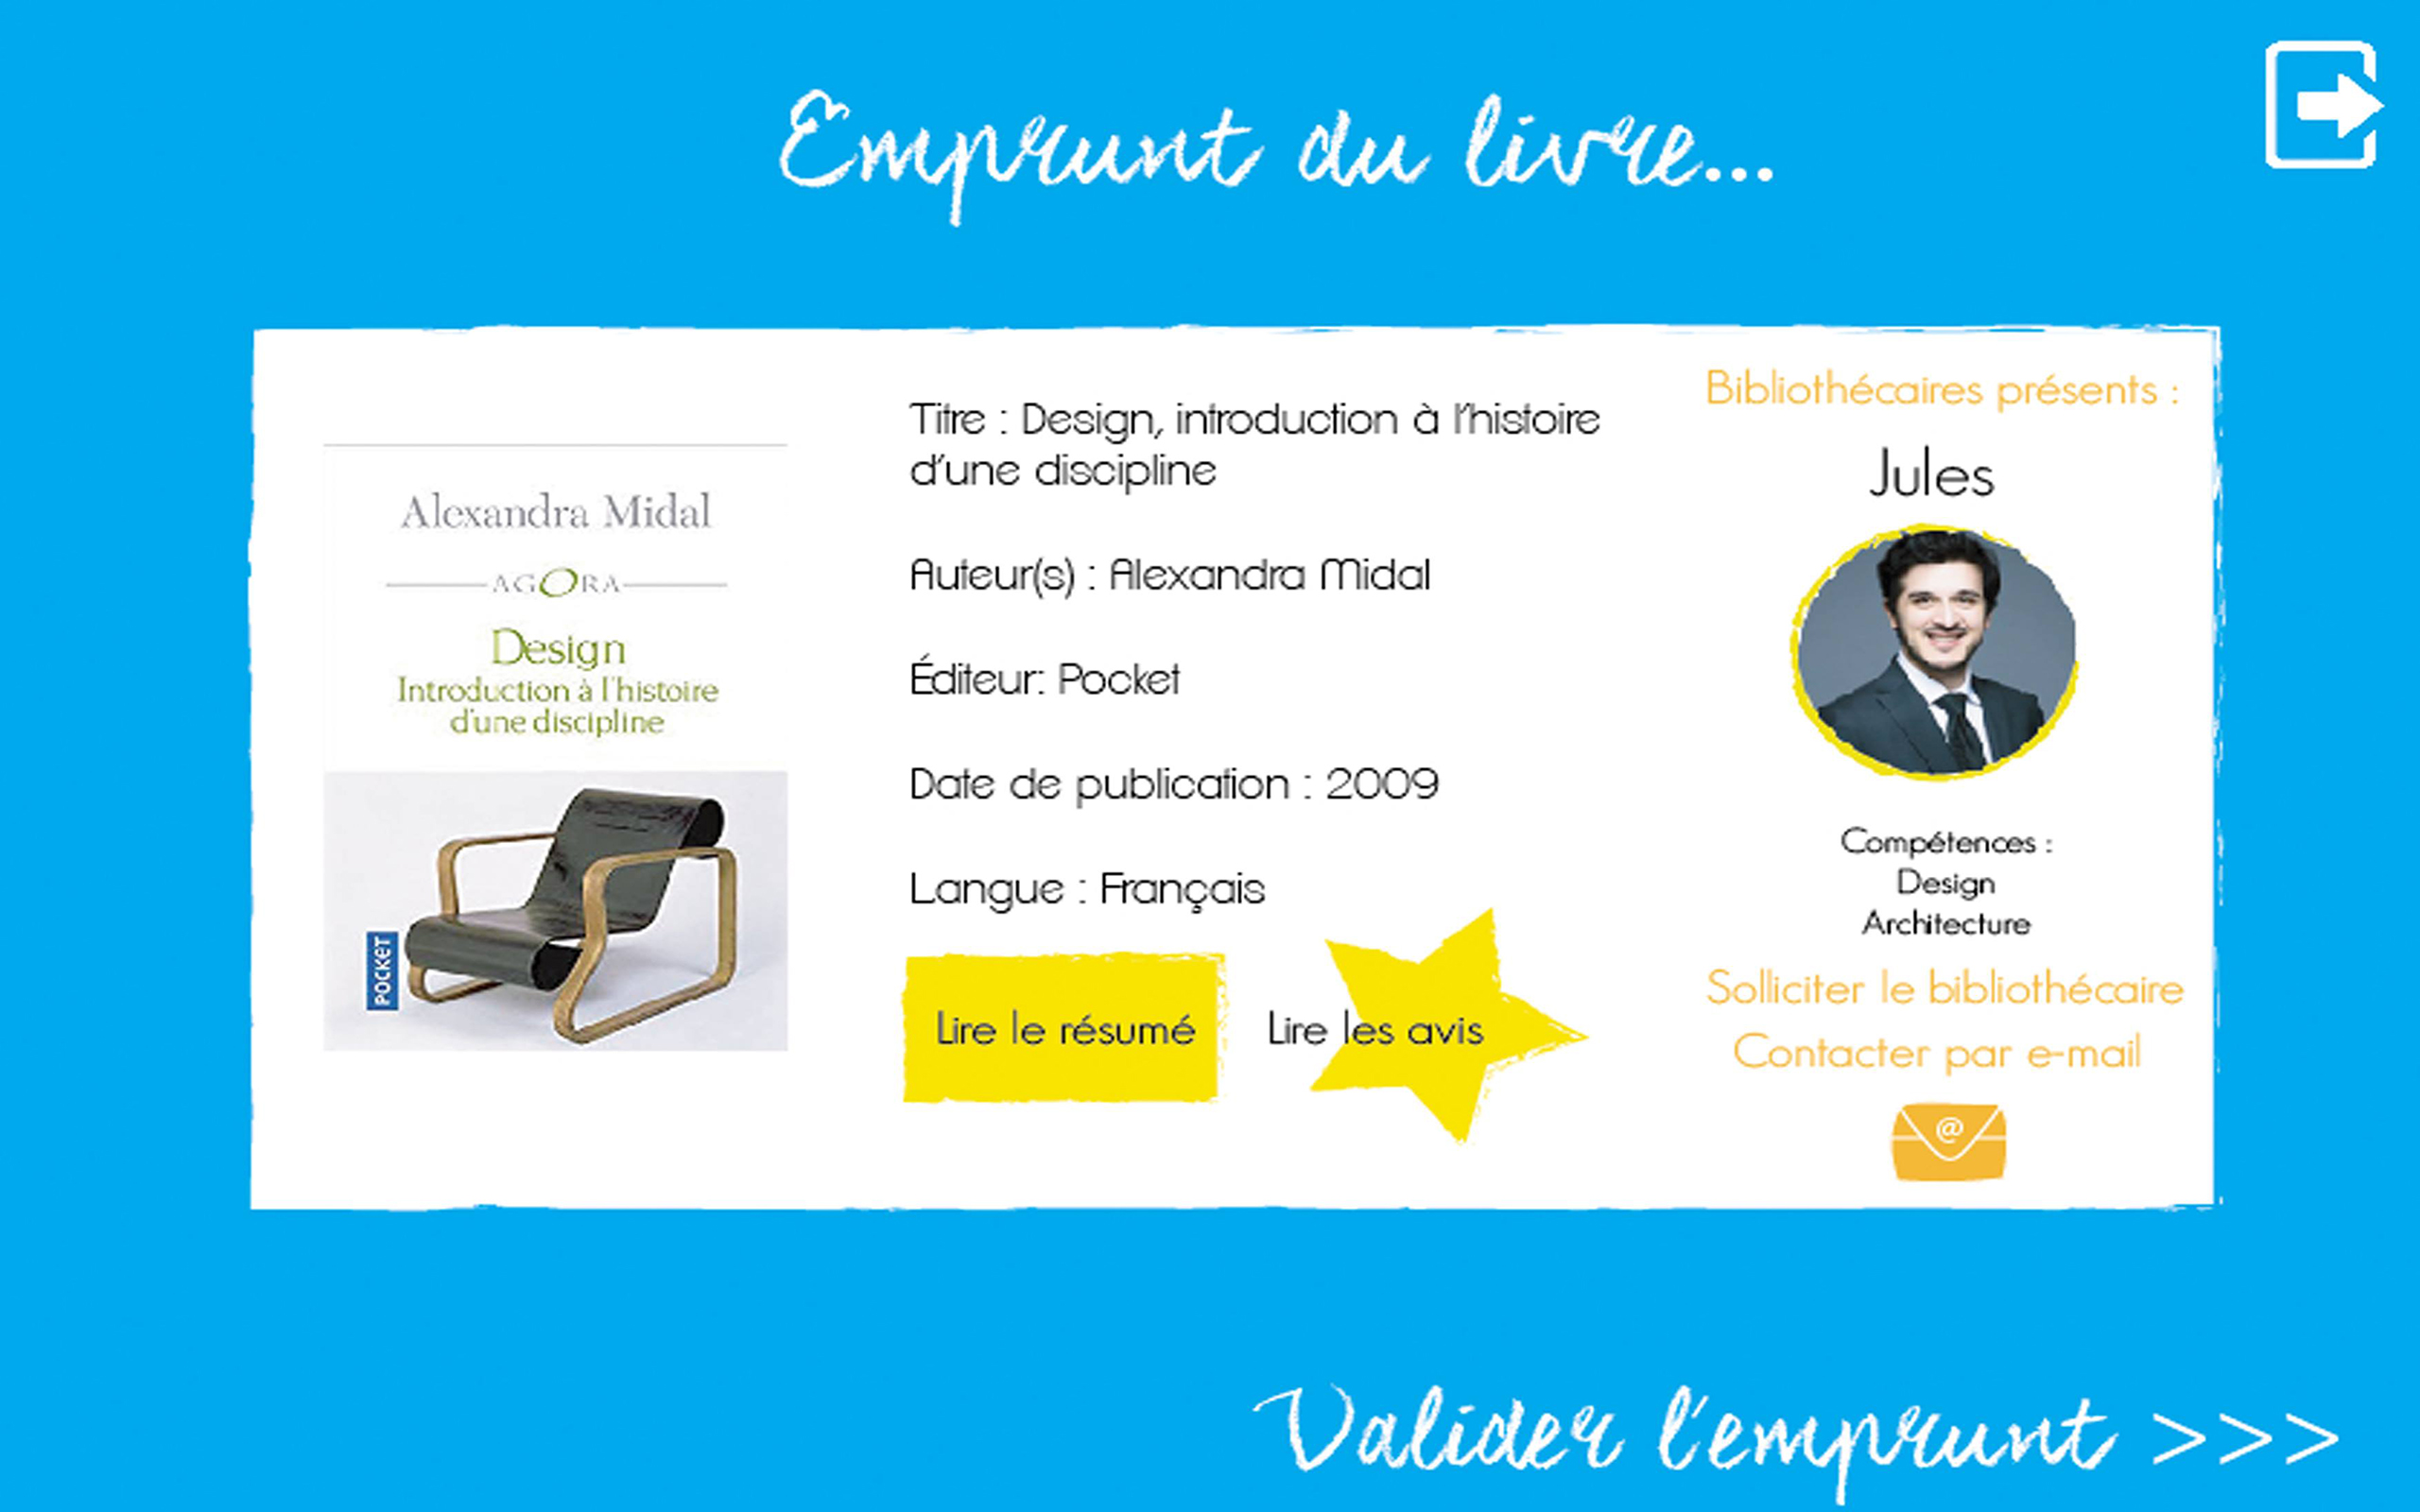 Emprunt du livre...
Alexandra Midal
AGORA
Design
Introduction à l'histoire
d'une discipline
POCKET
Titre : Design, introduction à l'histoire
d'une discipline
Auteur(s) : Alexandra Midal
Éditeur: Pocket
Date de publication : 2009
Langue : Français
Lire le résumé
Lire les avis
Bibliothécaires présents :
Jules
Compétences :
Design
Architecture
Solliciter le bibliothécaire
Contacter par e-mail
@
Valider l'emprunt >>>